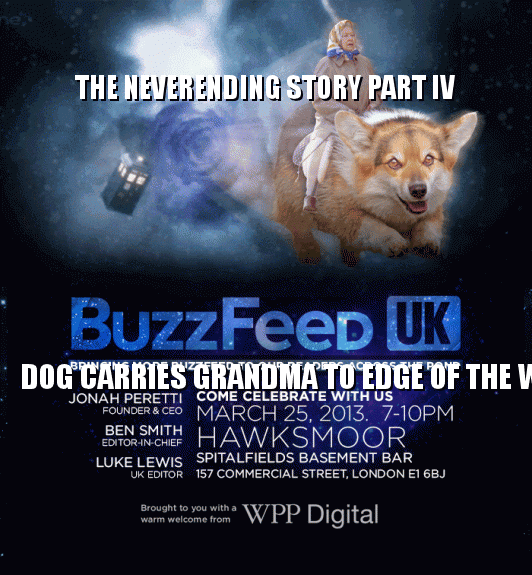 THE NEVERENDING STORY PART IV
BUZZFEED UK
DOG CARRIES GRANDMA TO EDGE OF THE W
JONAH PERETTI
FOUNDER & CEO
BEN SMITH
EDITOR-IN-CHIEF
LUKE LEWIS
UK EDITOR
COME CELEBRATE WITH US
MARCH 25, 2013. 7-10PM
HAWKSMOOR
SPITALFIELDS BASEMENT BAR
157 COMMERCIAL STREET, LONDON E1 6BJ
Brought to you with a
warm welcome from
WPP Digital